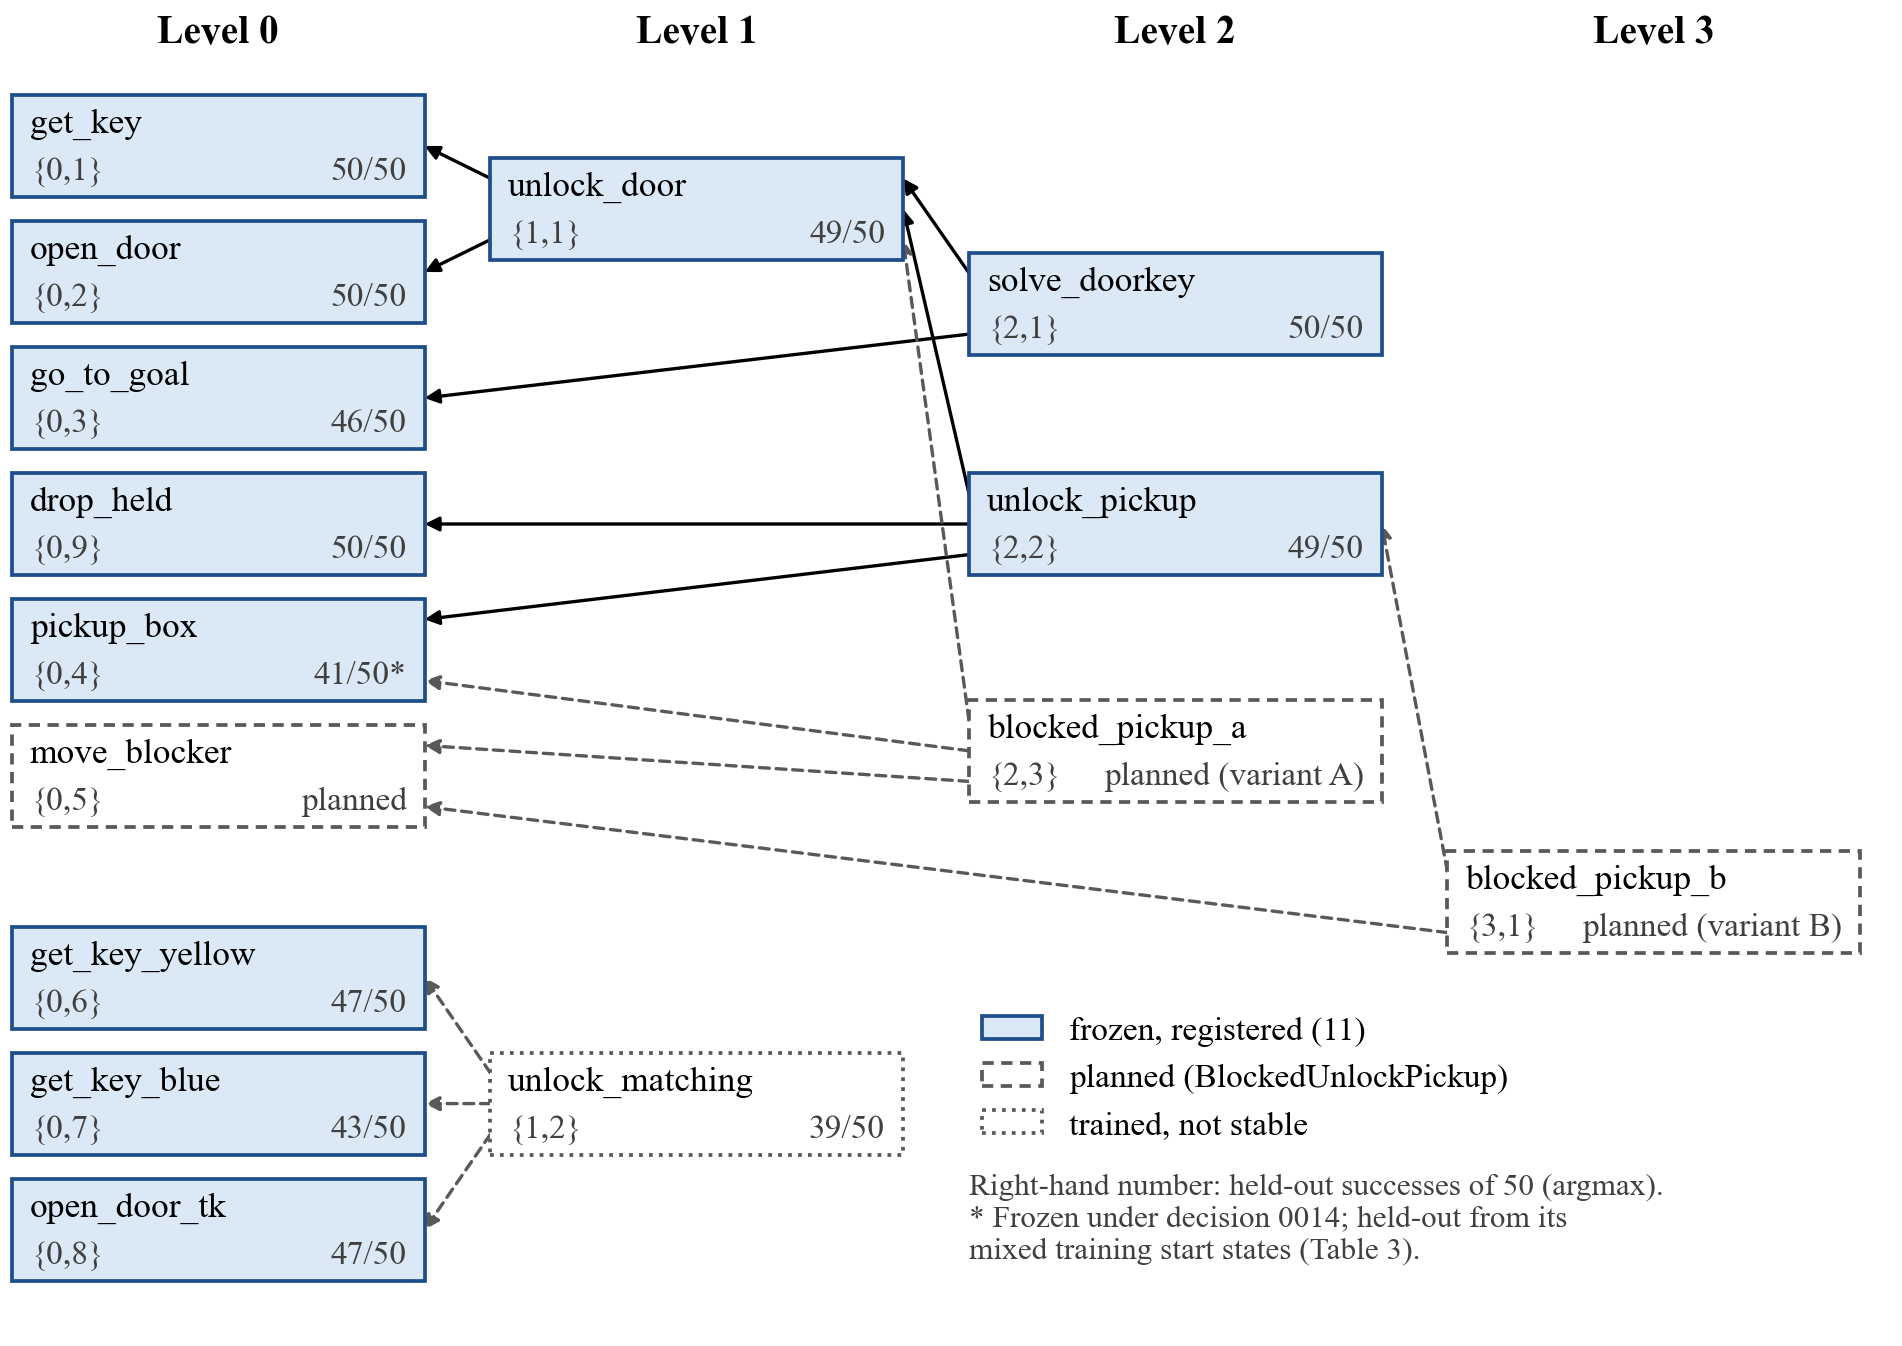 Level 0
Level 1
Level 2
Level 3
get_key
{0,1} 50/50
open_door
{0,2} 50/50
go_to_goal
{0,3} 46/50
drop_held
{0,9} 50/50
pickup_box
{0,4} 41/50*
move_blocker
{0,5} planned
get_key_yellow
{0,6} 47/50
get_key_blue
{0,7} 43/50
open_door_tk
{0,8} 47/50
unlock_door
{1,1} 49/50
unlock_matching
{1,2} 39/50
solve_doorkey
{2,1} 50/50
unlock_pickup
{2,2} 49/50
blocked_pickup_a
{2,3} planned (variant A)
blocked_pickup_b
{3,1} planned (variant B)
frozen, registered (11)
planned (BlockedUnlockPickup)
trained, not stable
Right-hand number: held-out successes of 50 (argmax).
* Frozen under decision 0014; held-out from its
mixed training start states (Table 3).